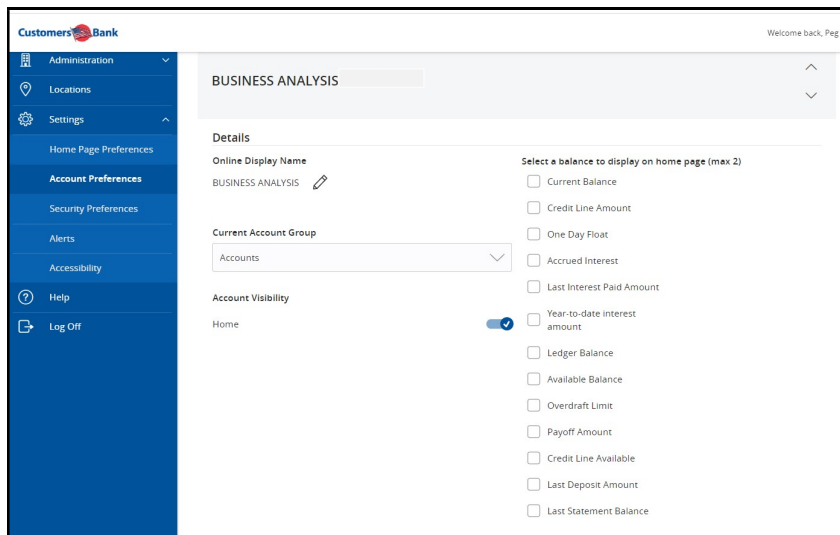 Customers Bank
Welcome back, Peg
Administration
Locations
Settings
Home Page Preferences
Account Preferences
Security Preferences
Alerts
Accessibility
Help
Log Off
BUSINESS ANALYSIS
Details
Online Display Name
BUSINESS ANALYSIS
Current Account Group
Accounts
Account Visibility
Home
Select a balance to display on home page (max 2)
Current Balance
Credit Line Amount
One Day Float
Accrued Interest
Last Interest Paid Amount
Year-to-date interest
amount
Ledger Balance
Available Balance
Overdraft Limit
Payoff Amount
Credit Line Available
Last Deposit Amount
Last Statement Balance